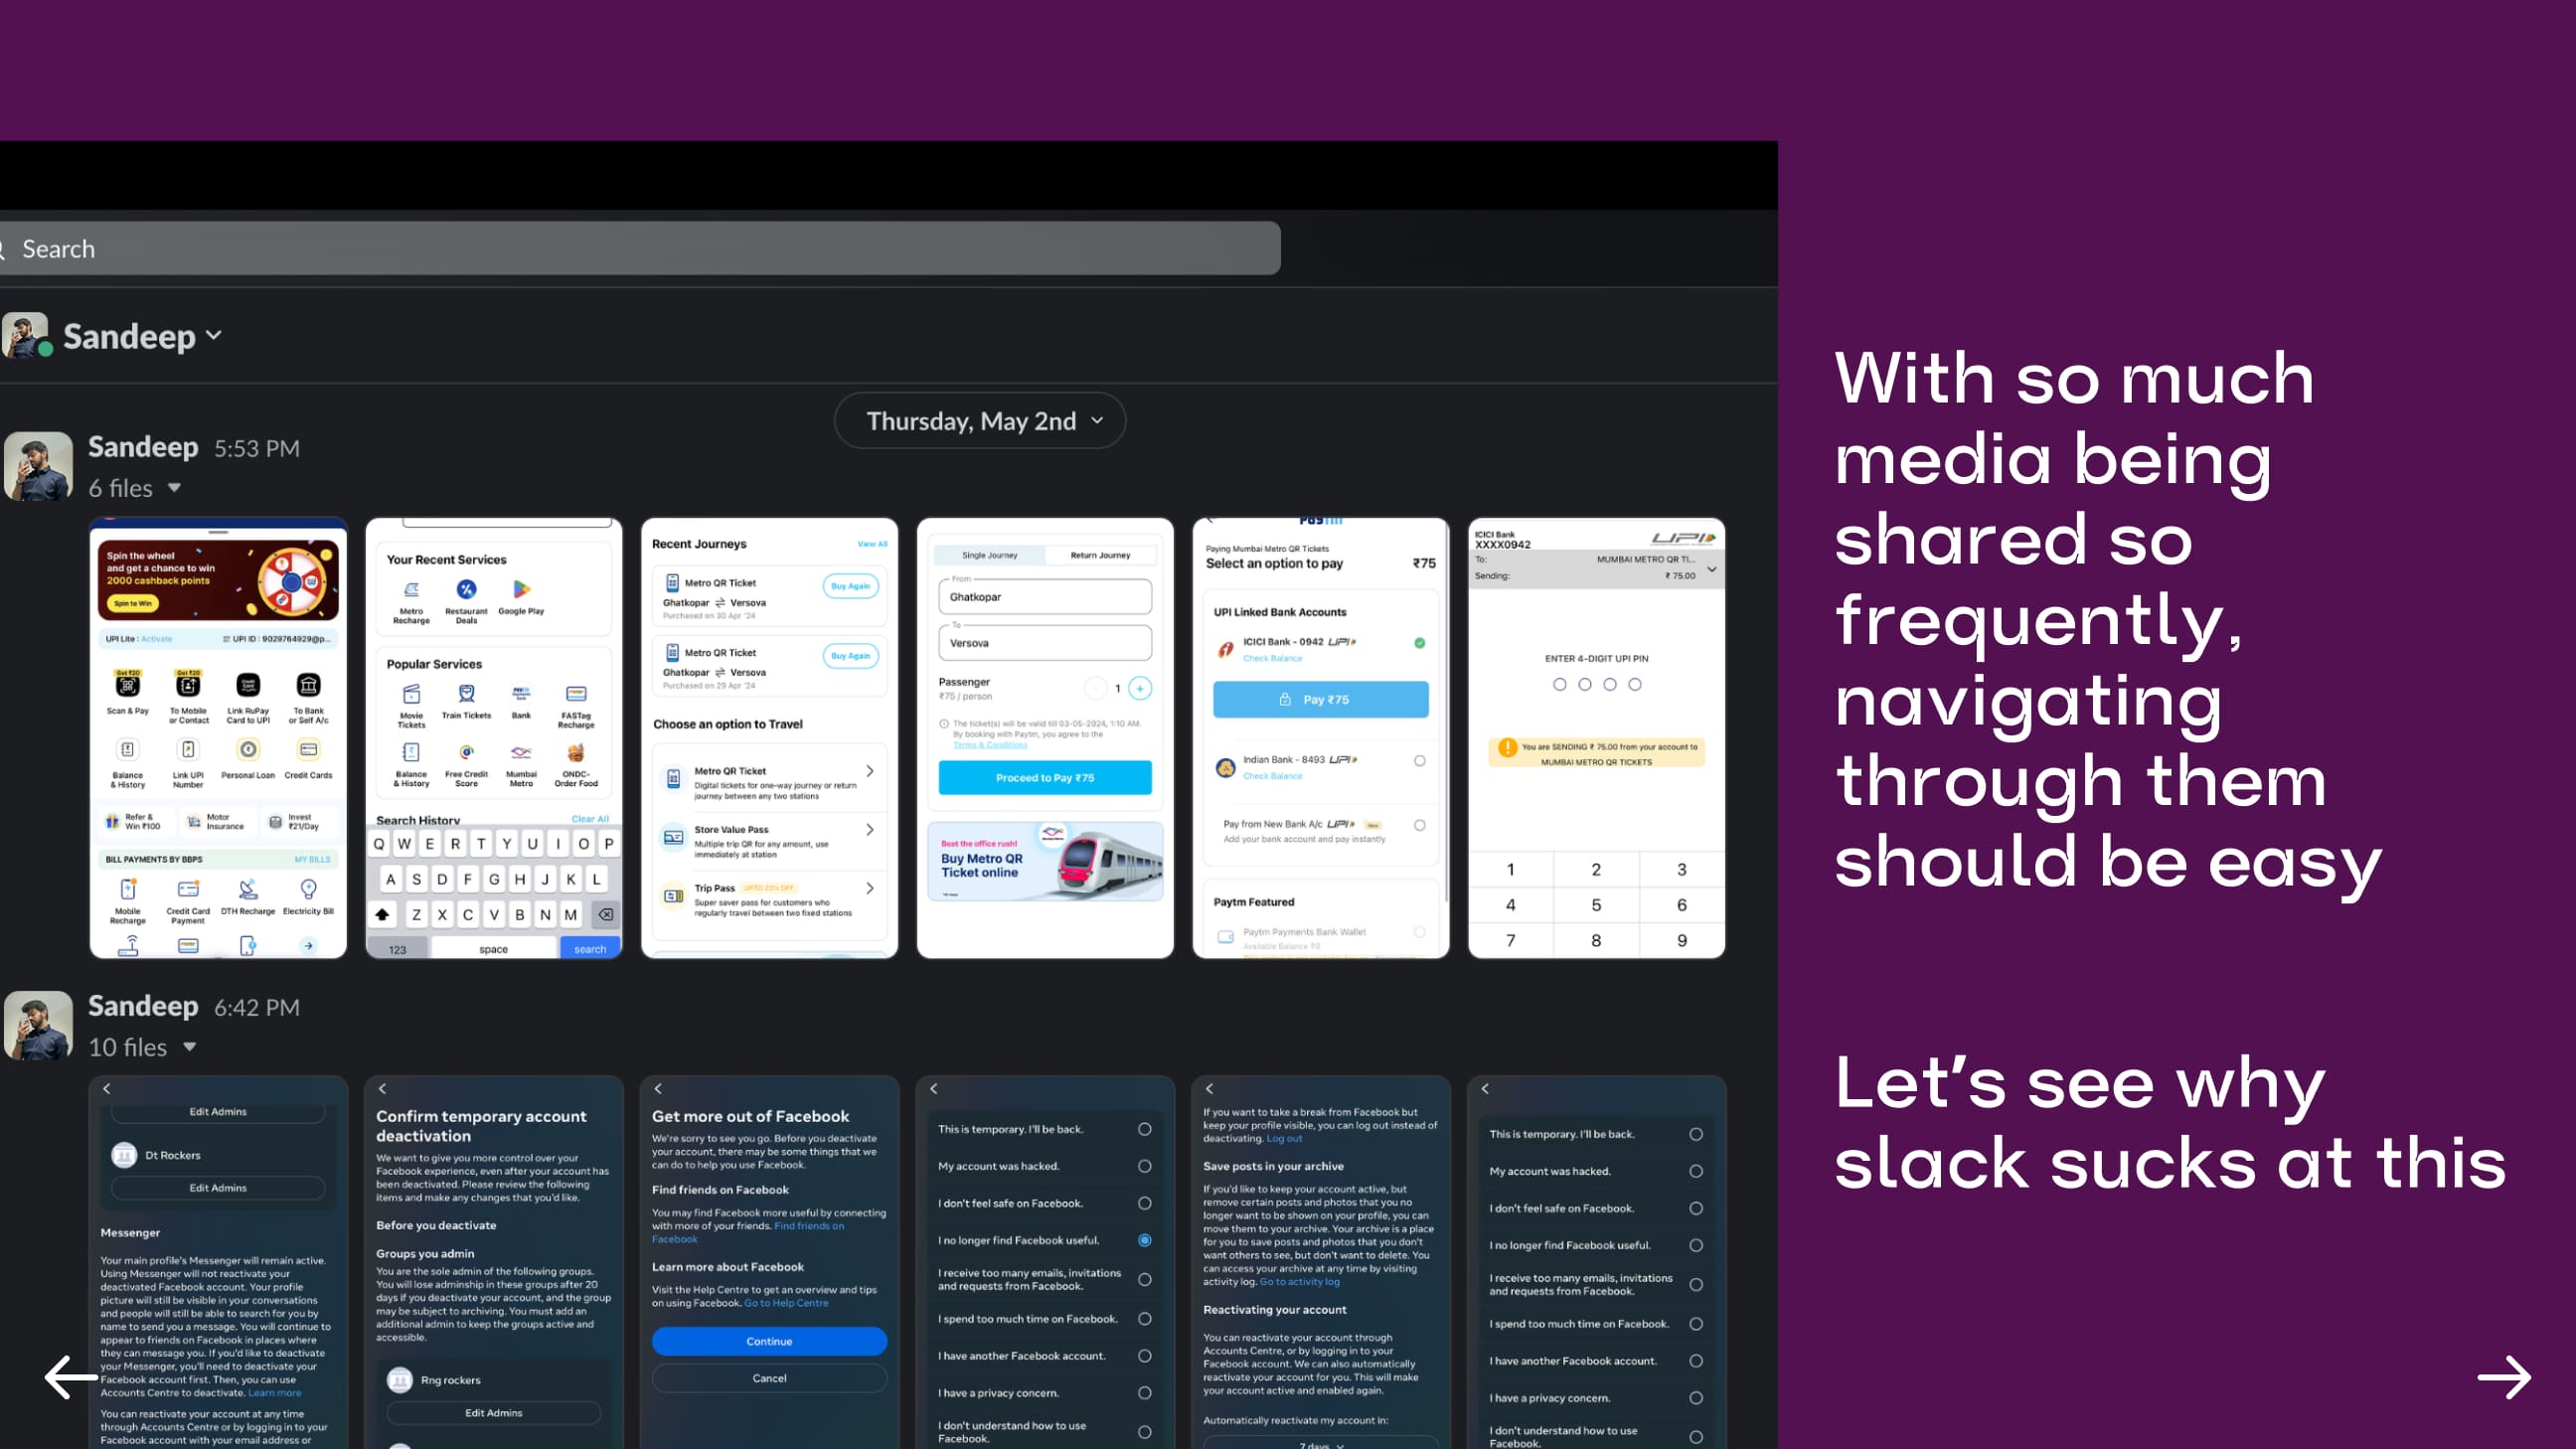 Search
Sandeep
Thursday, May 2nd
Sandeep 5:53 PM
6 files
Spin the wheel
and get a chance to win
2000 cashback points
Spin to Win
UPI Lite : Activate
UPI ID : 9029764929@p...
Get ₹20
Get ₹20
Scan & Pay
To Mobile
or Contact
Link RuPay
Card to UPI
To Bank
or Self A/c
Balance
& History
Link UPI
Number
Personal Loan
Credit Cards
Refer &
Win ₹100
Motor
Insurance
Invest
₹21/Day
BILL PAYMENTS BY BBPS
MY BILLS
Mobile
Recharge
Credit Card
Payment
DTH Recharge
Electricity Bill
Your Recent Services
Metro
Recharge
Restaurant
Deals
Google Play
Popular Services
Movie
Tickets
Train Tickets
Bank
FASTag
Recharge
Balance
& History
Free Credit
Score
Mumbai
Metro
ONDC-
Order Food
Search History
Clear All
Q W E R T Y U I O P
A S D F G H J K L
Z X C V B N M
123 space search
Recent Journeys
View All
Metro QR Ticket
Buy Again
Ghatkopar ⇌ Versova
Purchased on 30 Apr '24
Metro QR Ticket
Buy Again
Ghatkopar ⇌ Versova
Purchased on 29 Apr '24
Choose an option to Travel
Metro QR Ticket
Digital tickets for one-way journey or return
journey between any two stations
Store Value Pass
Multiple trip QR for any amount, use
immediately at station
Trip Pass UPTO 25% OFF
Super saver pass for customers who
regularly travel between two fixed stations
Single Journey
Return Journey
From
Ghatkopar
To
Versova
Passenger
₹75 / person
- 1 +
The ticket(s) will be valid till 03-05-2024, 1:10 AM.
By booking with Paytm, you agree to the
Terms & Conditions
Proceed to Pay ₹75
Beat the office rush!
Buy Metro QR
Ticket online
Paytm
Paying Mumbai Metro QR Tickets
Select an option to pay
₹75
UPI Linked Bank Accounts
ICICI Bank - 0942 UPI
Check Balance
Pay ₹75
Indian Bank - 8493 UPI
Check Balance
Pay from New Bank A/c UPI New
Add your bank account and pay instantly
Paytm Featured
Paytm Payments Bank Wallet
Available Balance ₹0
ICICI Bank
XXXX0942
UPI
To:
MUMBAI METRO QR TI...
Sending:
₹ 75.00
ENTER 4-DIGIT UPI PIN
You are SENDING ₹ 75.00 from your account to
MUMBAI METRO QR TICKETS
1 2 3
4 5 6
7 8 9
Sandeep 6:42 PM
10 files
Edit Admins
Dt Rockers
Edit Admins
Messenger
Your main profile's Messenger will remain active.
Using Messenger will not reactivate your
deactivated Facebook account. Your profile
picture will still be visible in your conversations
and people will still be able to search for you by
name to send you a message. You will continue to
appear to friends on Facebook in places where
they can message you. If you'd like to deactivate
your Messenger, you'll need to deactivate your
Facebook account first. Then, you can use
Accounts Centre to deactivate. Learn more
You can reactivate your account at any time
through Accounts Centre or by logging in to your
Facebook account with your email address or
Confirm temporary account
deactivation
We want to give you more control over your
Facebook experience, even after your account has
been deactivated. Please review the following
items and make any changes that you'd like.
Before you deactivate
Groups you admin
You are the sole admin of the following groups.
You will lose adminship in these groups after 20
days if you deactivate your account, and the group
may be subject to archiving. You must add an
additional admin to keep the groups active and
accessible.
Rng rockers
Edit Admins
Get more out of Facebook
We're sorry to see you go. Before you deactivate
your account, there may be some things that we
can do to help you use Facebook.
Find friends on Facebook
You may find Facebook more useful by connecting
with more of your friends. Find friends on
Facebook
Learn more about Facebook
Visit the Help Centre to get an overview and tips
on using Facebook. Go to Help Centre
Continue
Cancel
This is temporary. I'll be back.
My account was hacked.
I don't feel safe on Facebook.
I no longer find Facebook useful.
I receive too many emails, invitations
and requests from Facebook.
I spend too much time on Facebook.
I have another Facebook account.
I have a privacy concern.
I don't understand how to use
Facebook.
If you want to take a break from Facebook but
keep your profile visible, you can log out instead of
deactivating. Log out
Save posts in your archive
If you'd like to keep your account active, but
remove certain posts and photos that you no
longer want to be shown on your profile, you can
move them to your archive. Your archive is a place
for you to save posts and photos that you don't
want others to see, but don't want to delete. You
can access your archive at any time by visiting
activity log. Go to activity log
Reactivating your account
You can reactivate your account through
Accounts Centre, or by logging in to your
Facebook account. We can also automatically
reactivate your account for you. This will make
your account active and enabled again.
Automatically reactivate my account in:
7 days
This is temporary. I'll be back.
My account was hacked.
I don't feel safe on Facebook.
I no longer find Facebook useful.
I receive too many emails, invitations
and requests from Facebook.
I spend too much time on Facebook.
I have another Facebook account.
I have a privacy concern.
I don't understand how to use
Facebook.
With so much
media being
shared so
frequently,
navigating
through them
should be easy
Let's see why
slack sucks at this